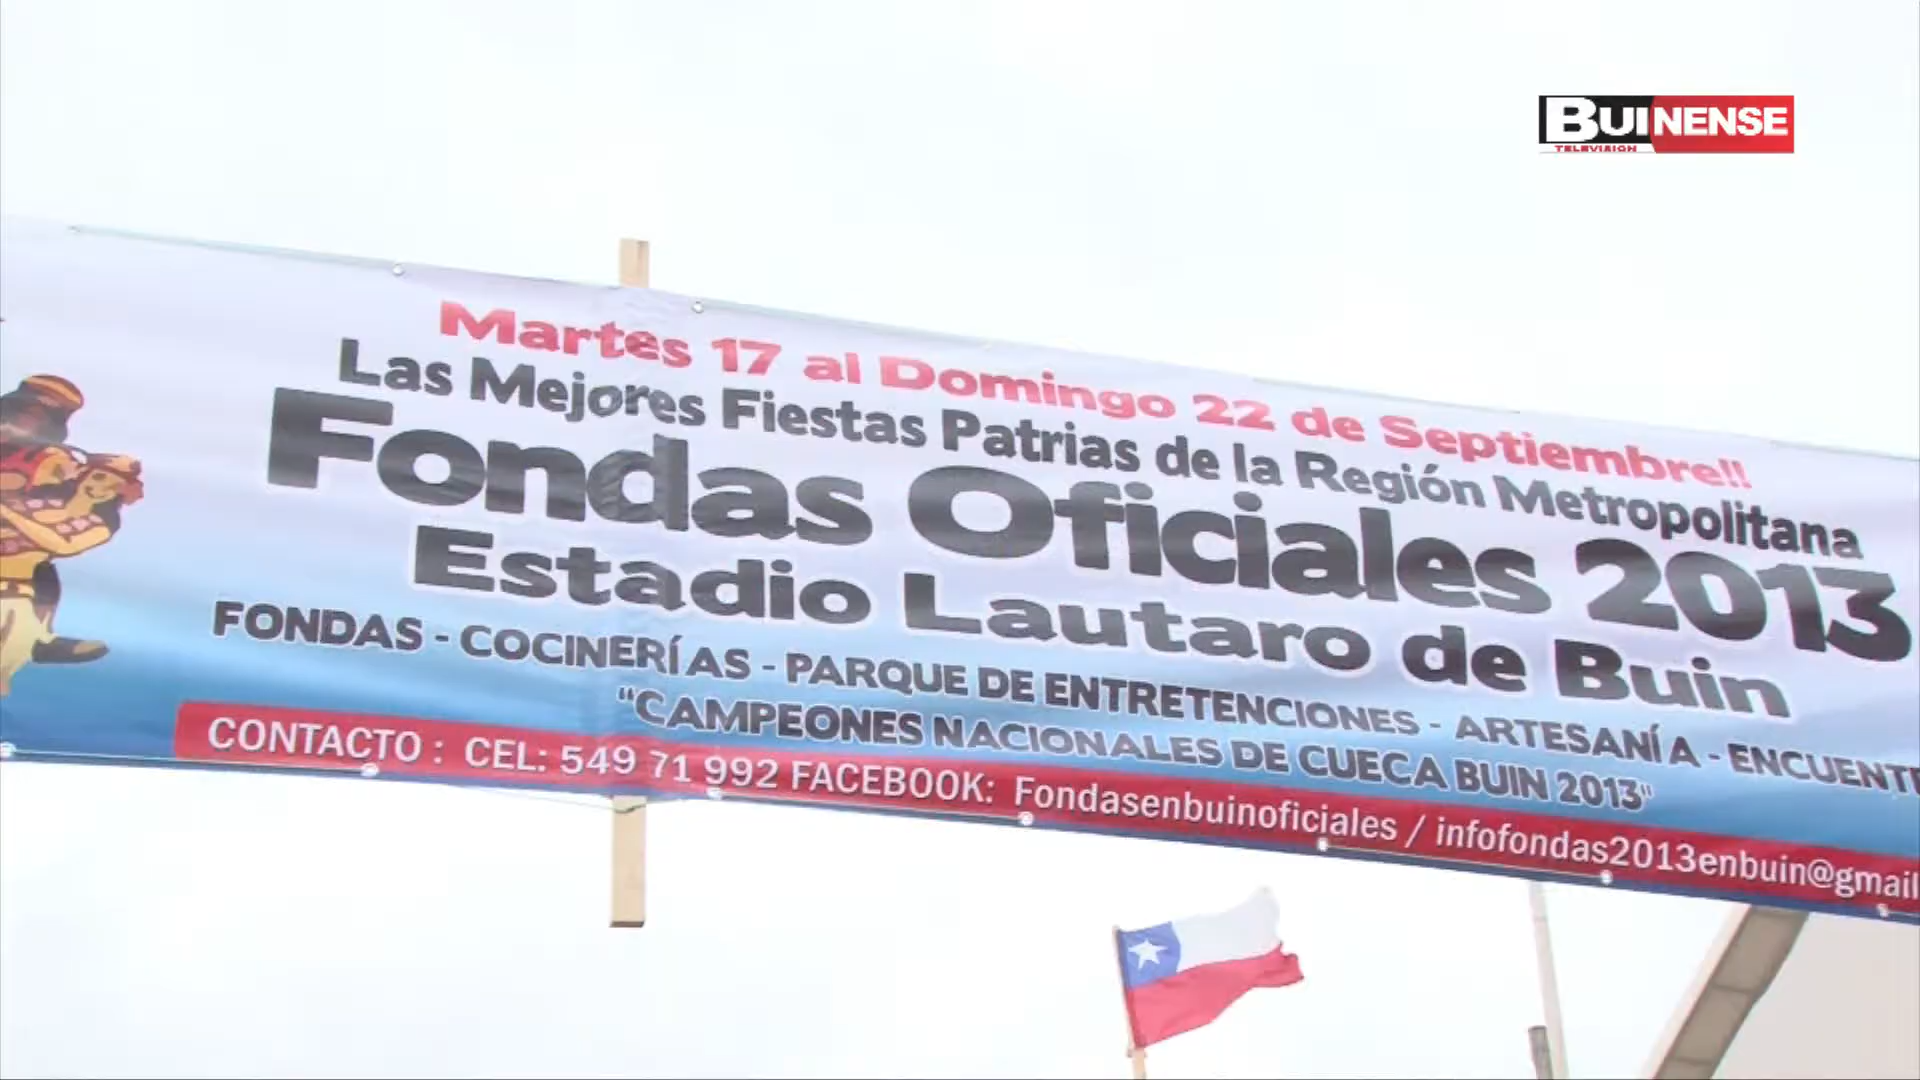 BUINENSE
TELEVISION
Martes 17 al Domingo 22 de Septiembre!!
Las Mejores Fiestas Patrias de la Región Metropolitana
Fondas Oficiales 2013
Estadio Lautaro de Buin
FONDAS - COCINERÍAS - PARQUE DE ENTRETENCIONES - ARTESANÍA - ENCUENT
"CAMPEONES NACIONALES DE CUECA BUIN 2013"
CONTACTO : CEL: 549 71 992 FACEBOOK: Fondasenbuinoficiales / infofondas2013enbuin@gmail